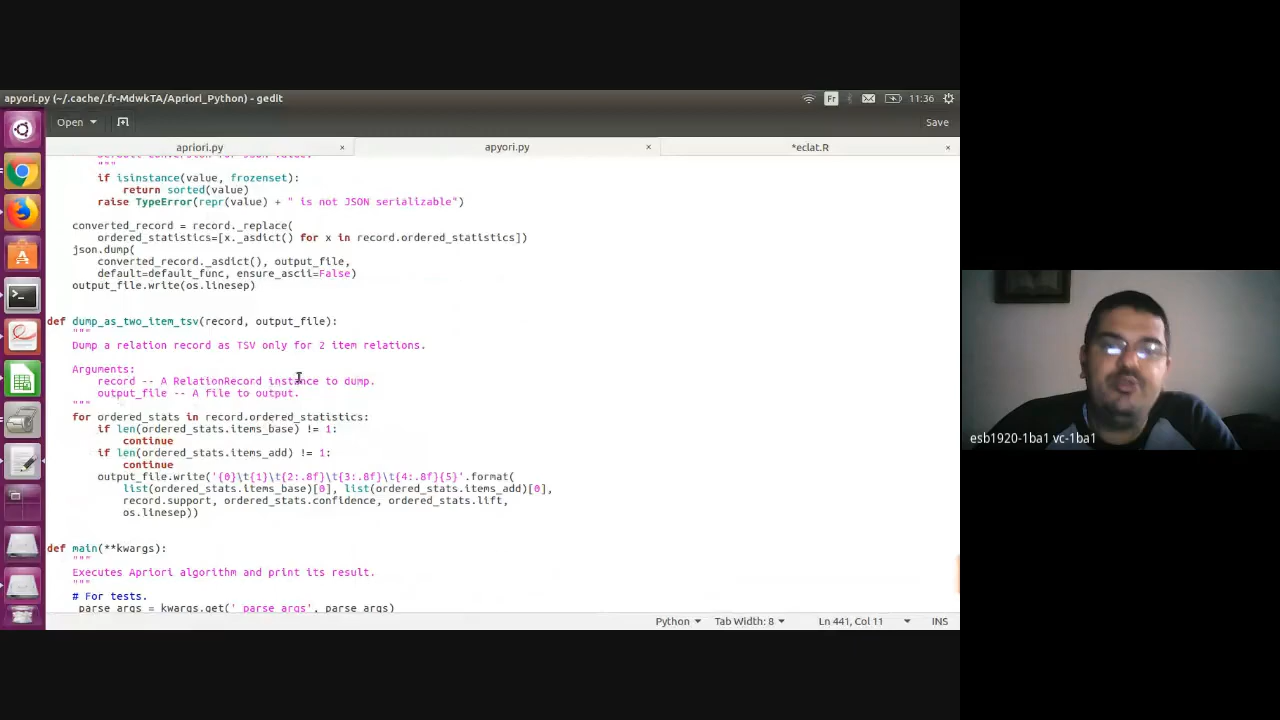 apyori.py (~/.cache/.fr-MdwkTA/Apriori_Python) - gedit
Fr
11:36
Open
Save
apriori.py × apyori.py × *eclat.R ×
"""
if isinstance(value, frozenset):
return sorted(value)
raise TypeError(repr(value) + " is not JSON serializable")
converted_record = record._replace(
ordered_statistics=[x._asdict() for x in record.ordered_statistics])
json.dump(
converted_record._asdict(), output_file,
default=default_func, ensure_ascii=False)
output_file.write(os.linesep)
def dump_as_two_item_tsv(record, output_file):
"""
Dump a relation record as TSV only for 2 item relations.
Arguments:
record -- A RelationRecord instance to dump.
output_file -- A file to output.
"""
for ordered_stats in record.ordered_statistics:
if len(ordered_stats.items_base) != 1:
continue
if len(ordered_stats.items_add) != 1:
continue
output_file.write('{0}\t{1}\t{2:.8f}\t{3:.8f}\t{4:.8f}{5}'.format(
list(ordered_stats.items_base)[0], list(ordered_stats.items_add)[0],
record.support, ordered_stats.confidence, ordered_stats.lift,
os.linesep))
def main(**kwargs):
"""
Executes Apriori algorithm and print its result.
"""
# For tests.
_parse_args = kwargs.get('_parse_args', parse_args)
Python Tab Width: 8 Ln 441, Col 11 INS
esb1920-1ba1 vc-1ba1